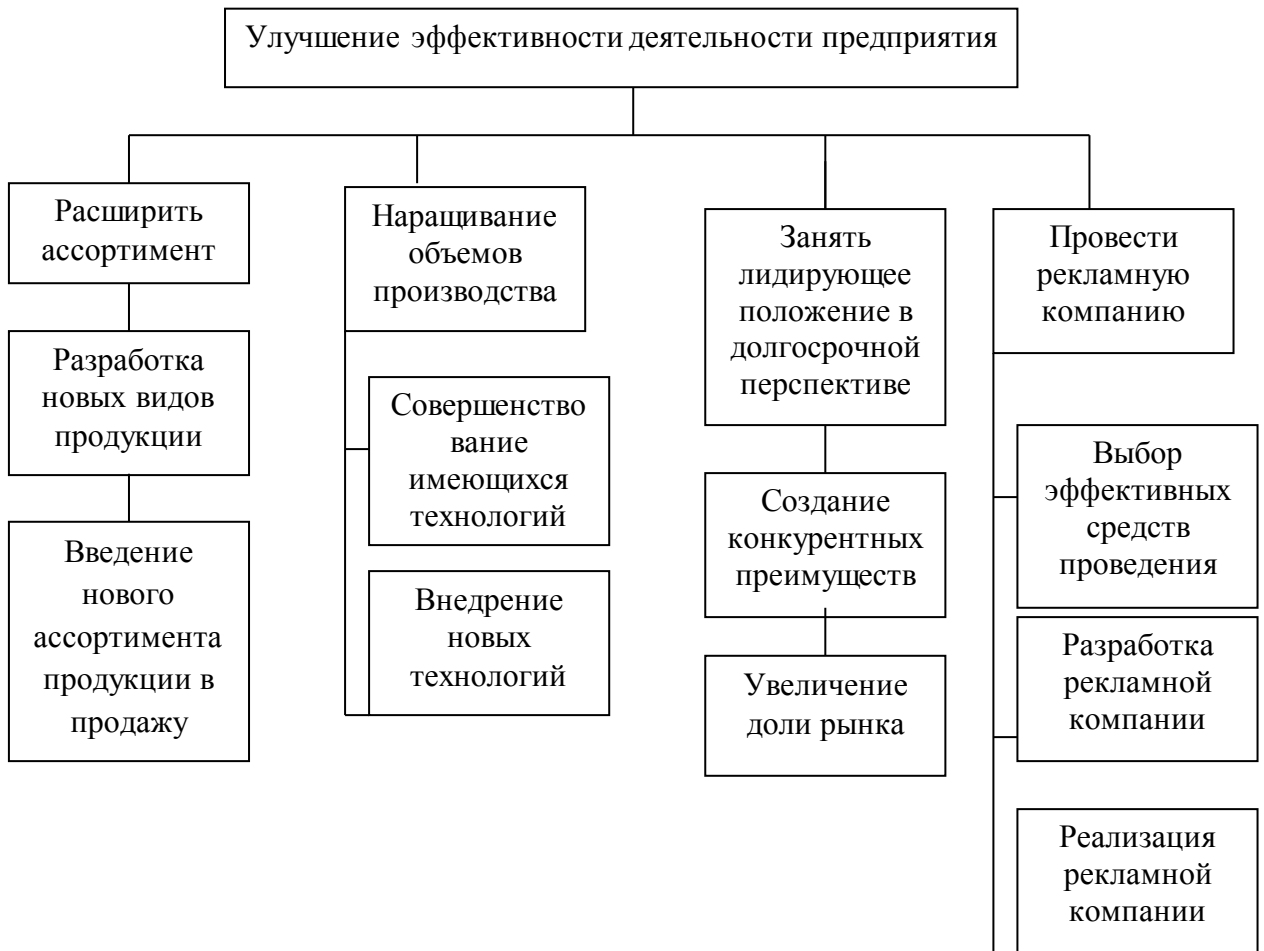 Улучшение эффективности деятельности предприятия
Расширить
ассортимент
Разработка
новых видов
продукции
Введение
нового
ассортимента
продукции в
продажу
Наращивание
объемов
производства
Совершенство
вание
имеющихся
технологий
Внедрение
новых
технологий
Занять
лидирующее
положение в
долгосрочной
перспективе
Создание
конкурентных
преимуществ
Увеличение
доли рынка
Провести
рекламную
компанию
Выбор
эффективных
средств
проведения
Разработка
рекламной
компании
Реализация
рекламной
компании